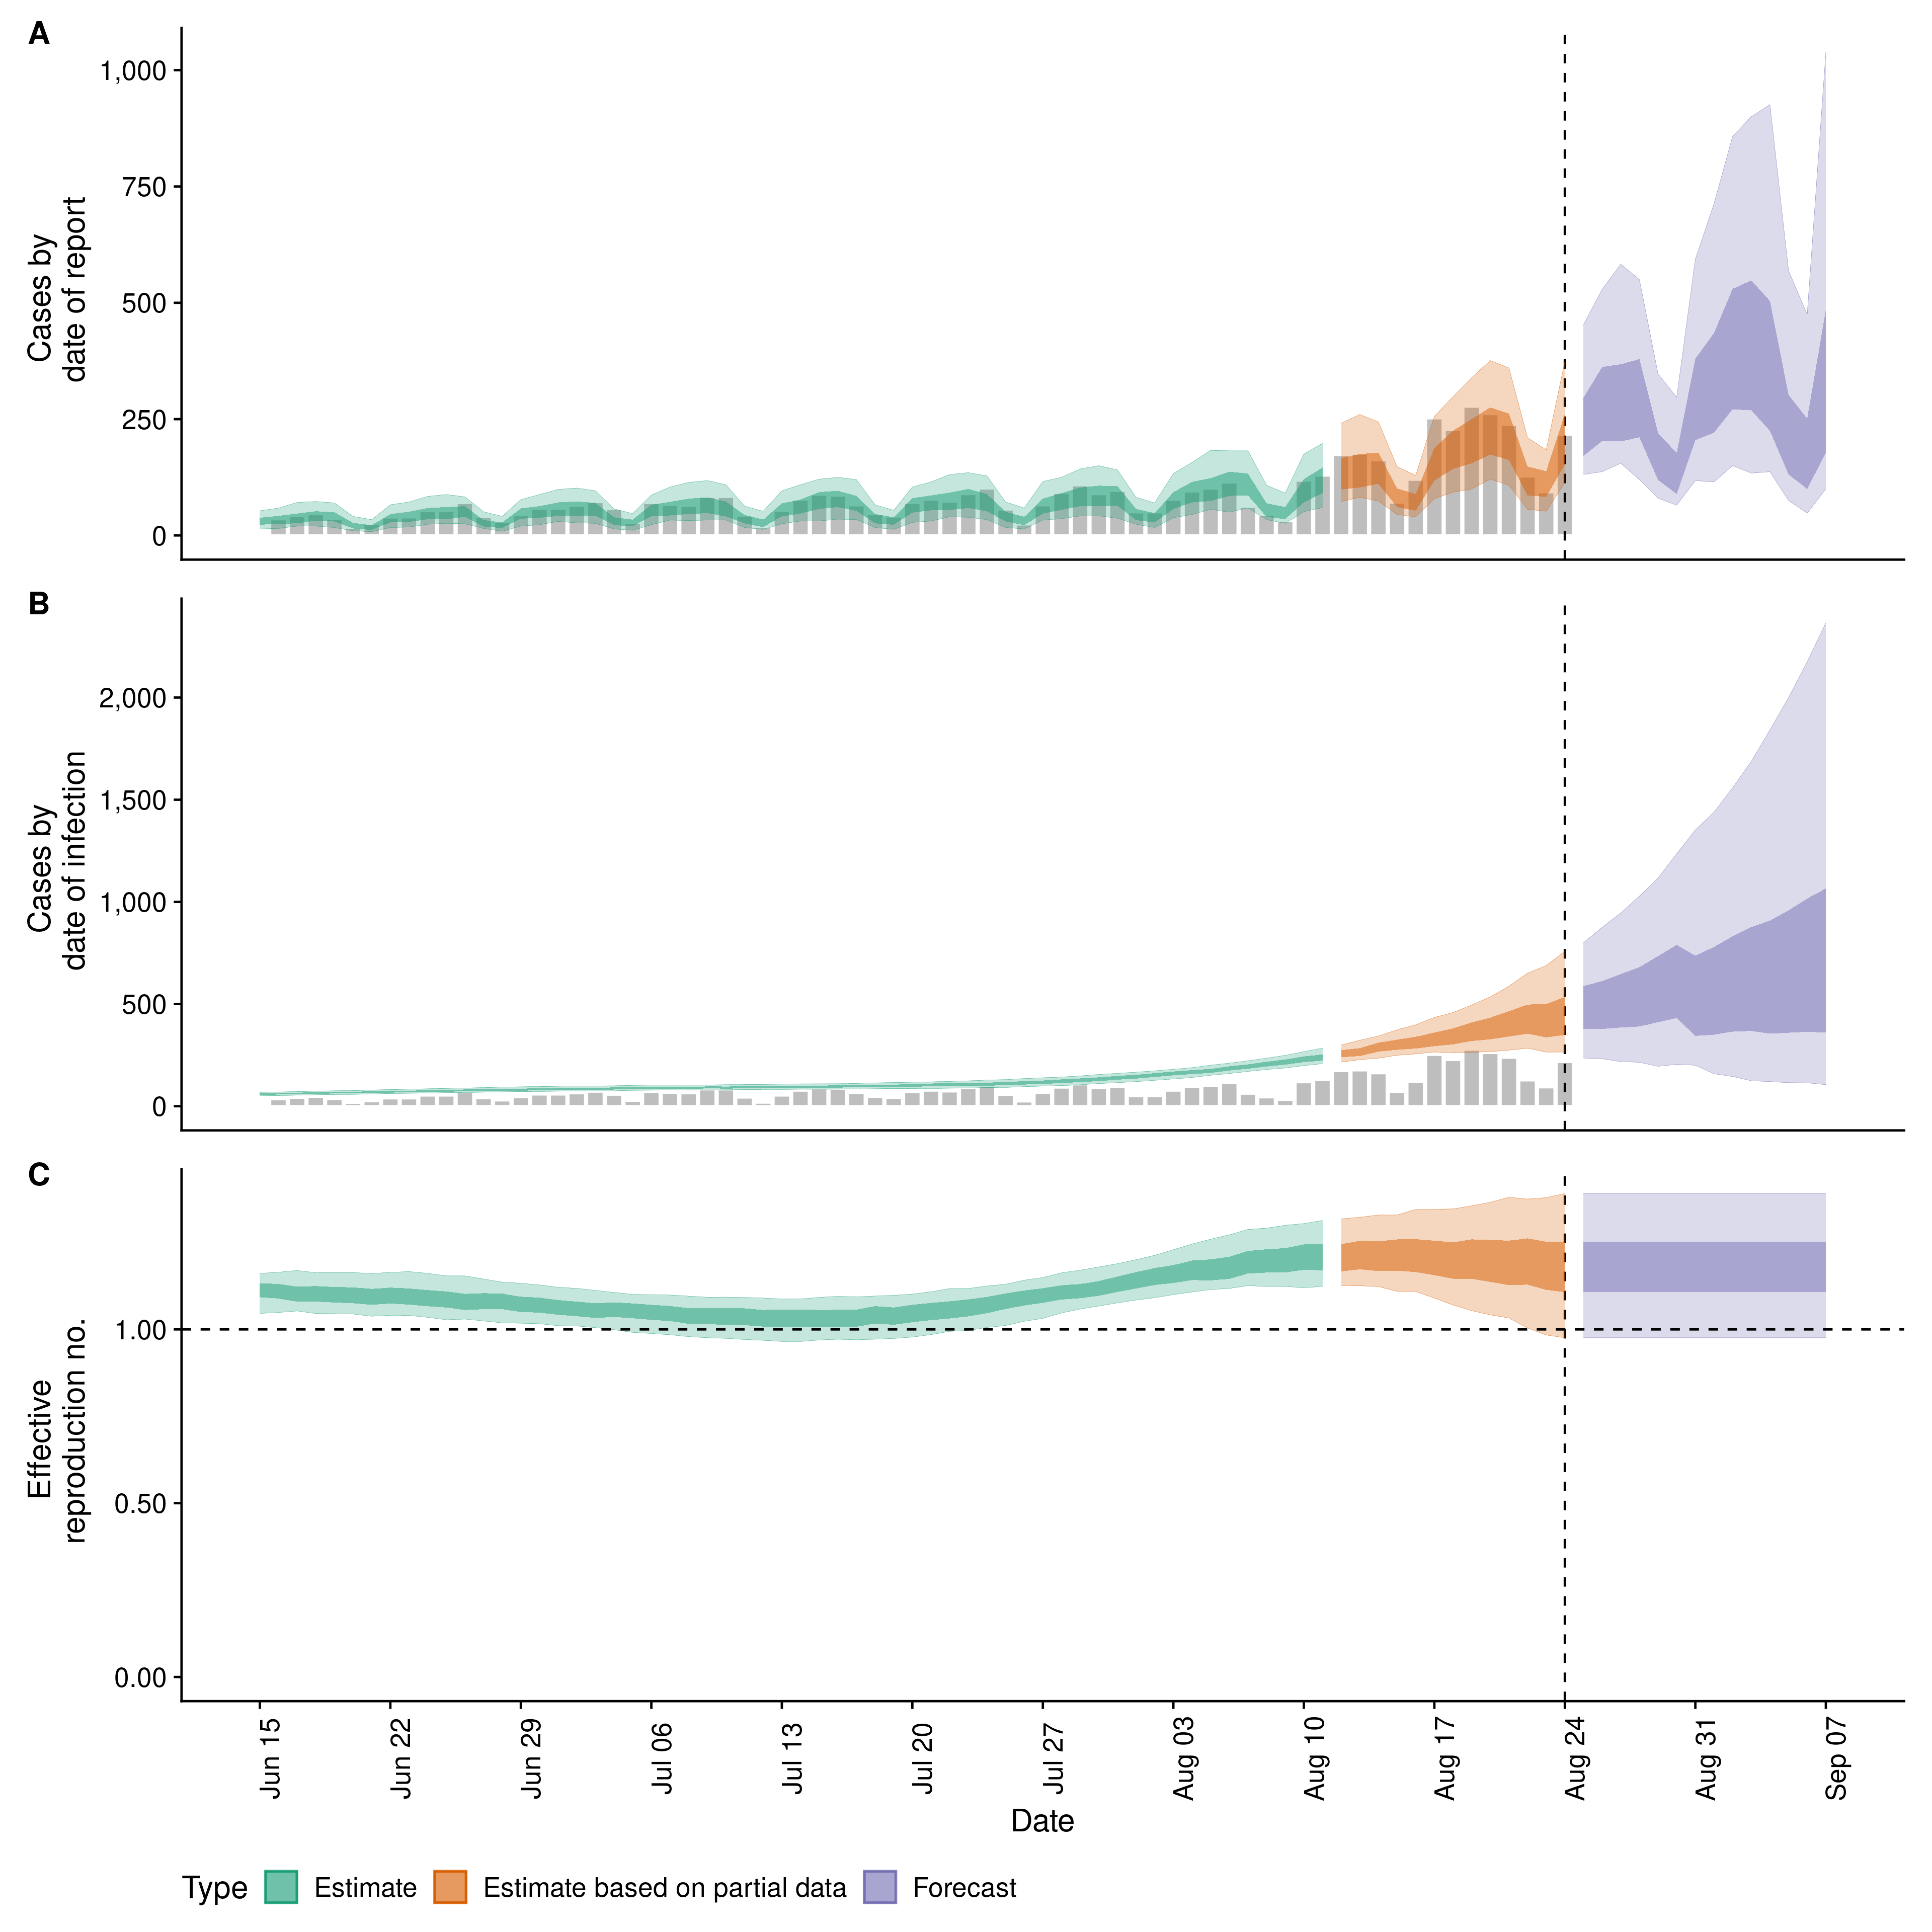 A
Cases by
date of report
1,000
750
500
250
0
B
Cases by
date of infection
2,000
1,500
1,000
500
0
C
Effective
reproduction no.
1.00
0.50
0.00
Jun 15
Jun 22
Jun 29
Jul 06
Jul 13
Jul 20
Jul 27
Aug 03
Aug 10
Aug 17
Aug 24
Aug 31
Sep 07
Date
Type Estimate Estimate based on partial data Forecast